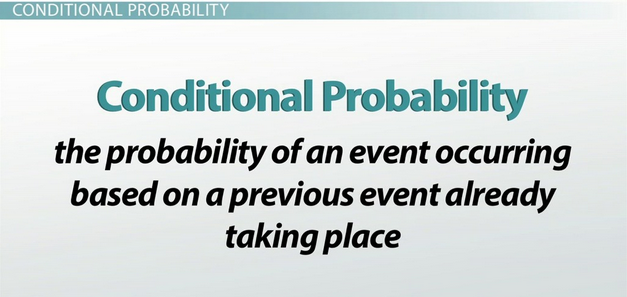 CONDITIONAL PROBABILITY
Conditional Probability
the probability of an event occurring
based on a previous event already
taking place